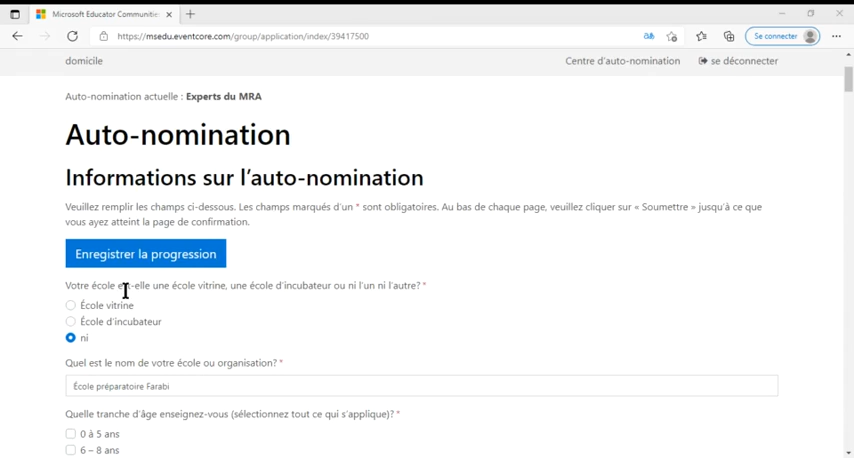 Microsoft Educator Communitie
https://msedu.eventcore.com/group/application/index/39417500
Se connecter
domicile
Centre d'auto-nomination
se déconnecter
Auto-nomination actuelle : Experts du MRA
Auto-nomination
Informations sur l'auto-nomination
Veuillez remplir les champs ci-dessous. Les champs marqués d'un * sont obligatoires. Au bas de chaque page, veuillez cliquer sur « Soumettre » jusqu'à ce que
vous ayez atteint la page de confirmation.
Enregistrer la progression
Votre école est-elle une école vitrine, une école d'incubateur ou ni l'un ni l'autre? *
École vitrine
École d'incubateur
ni
Quel est le nom de votre école ou organisation? *
École préparatoire Farabi
Quelle tranche d'âge enseignez-vous (sélectionnez tout ce qui s'applique)? *
0 à 5 ans
6 – 8 ans